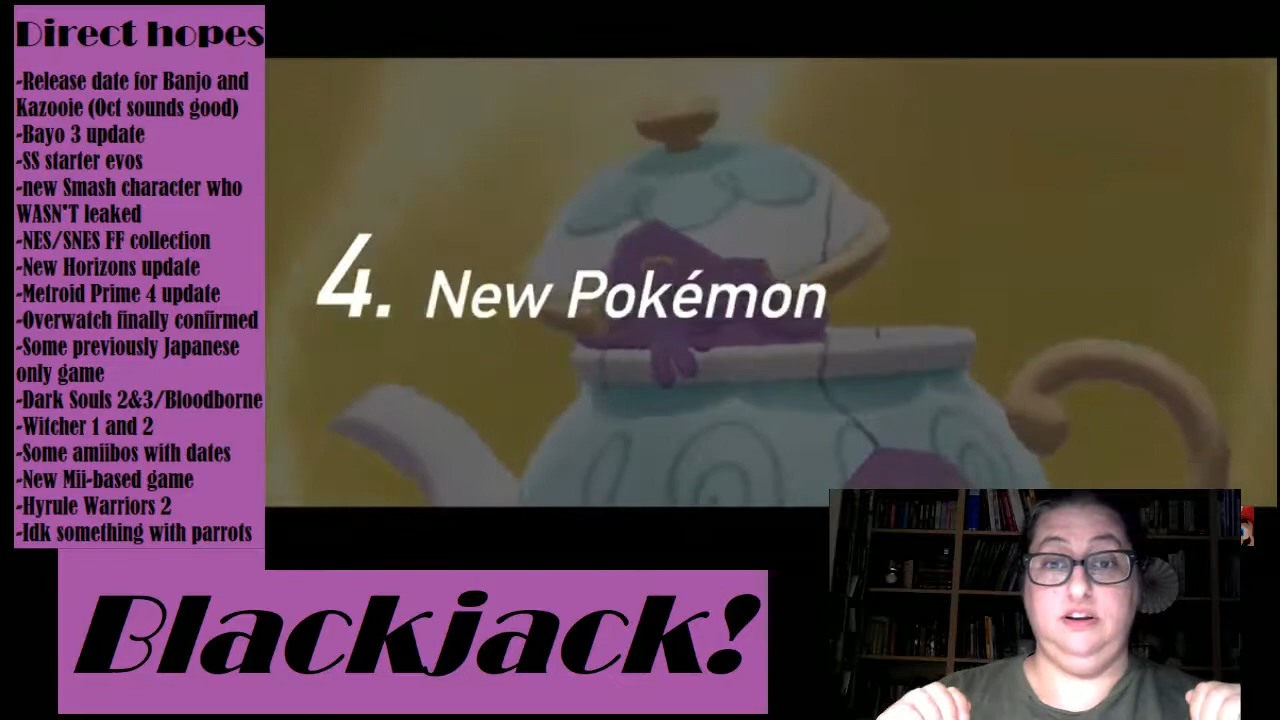 Direct hopes
-Release date for Banjo and
Kazooie (Oct sounds good)
-Bayo 3 update
-SS starter evos
-new Smash character who
WASN'T leaked
-NES/SNES FF collection
-New Horizons update
-Metroid Prime 4 update
-Overwatch finally confirmed
-Some previously Japanese
only game
-Dark Souls 2&3/Bloodborne
-Witcher 1 and 2
-Some amiibos with dates
-New Mii-based game
-Hyrule Warriors 2
-Idk something with parrots
4. New Pokémon
Blackjack!